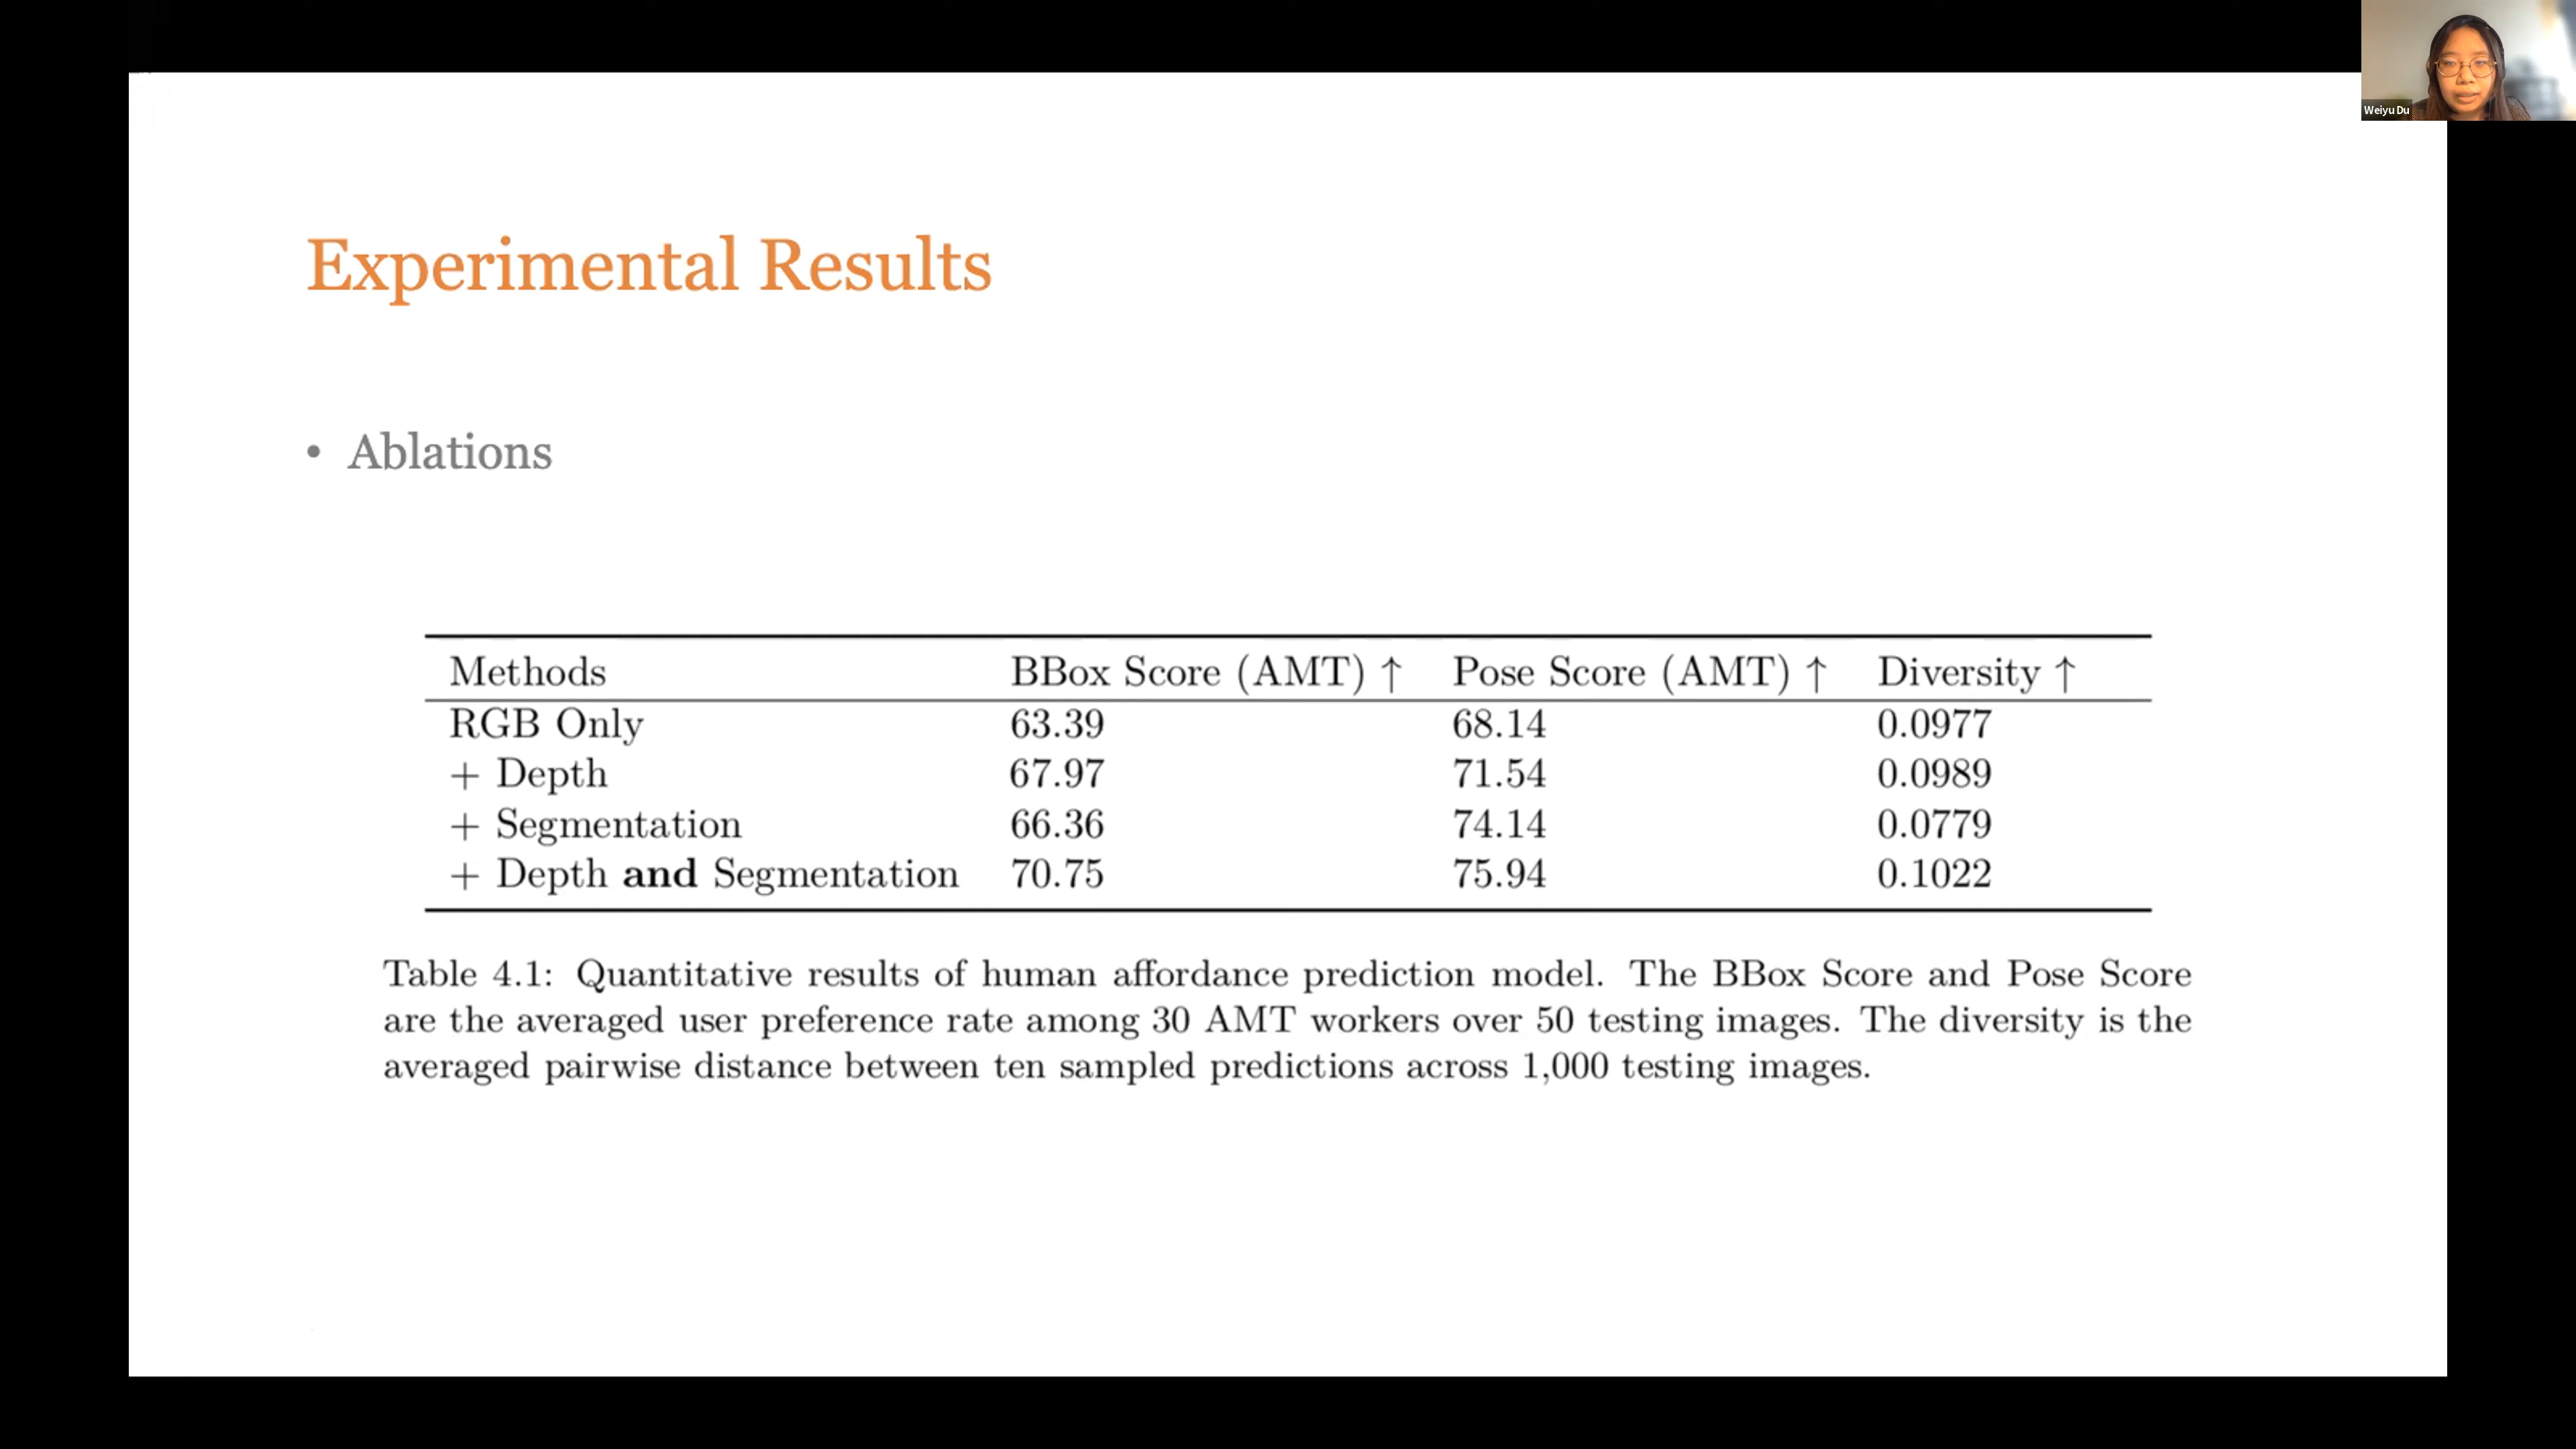 Weiyu Du
Experimental Results
• Ablations
Methods BBox Score (AMT) ↑ Pose Score (AMT) ↑ Diversity ↑
RGB Only 63.39 68.14 0.0977
+ Depth 67.97 71.54 0.0989
+ Segmentation 66.36 74.14 0.0779
+ Depth and Segmentation 70.75 75.94 0.1022
Table 4.1: Quantitative results of human affordance prediction model. The BBox Score and Pose Score
are the averaged user preference rate among 30 AMT workers over 50 testing images. The diversity is the
averaged pairwise distance between ten sampled predictions across 1,000 testing images.